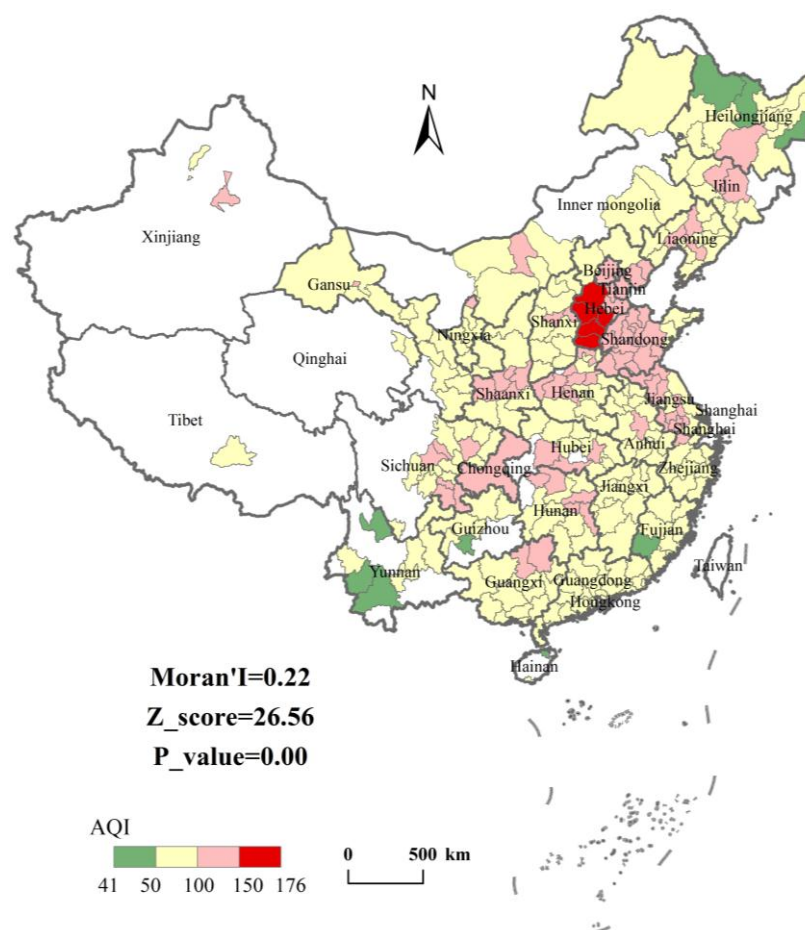 N
Heilongjiang
Jilin
Inner mongolia
Xinjiang
Liaoning
Beijing
Gansu
Tianjin
Hebei
Shanxi
Ningxia
Shandong
Qinghai
Shaanxi
Henan
Jiangsu
Shanghai
Tibet
Shanghai
Hubei
Anhui
Sichuan
Chongqing
Zhejiang
Jiangxi
Hunan
Guizhou
Fujian
Taiwan
Yunnan
Guangxi
Guangdong
Hongkong
Hainan
Moran'I=0.22
Z_score=26.56
P_value=0.00
AQI
41 50 100 150 176
0 500 km